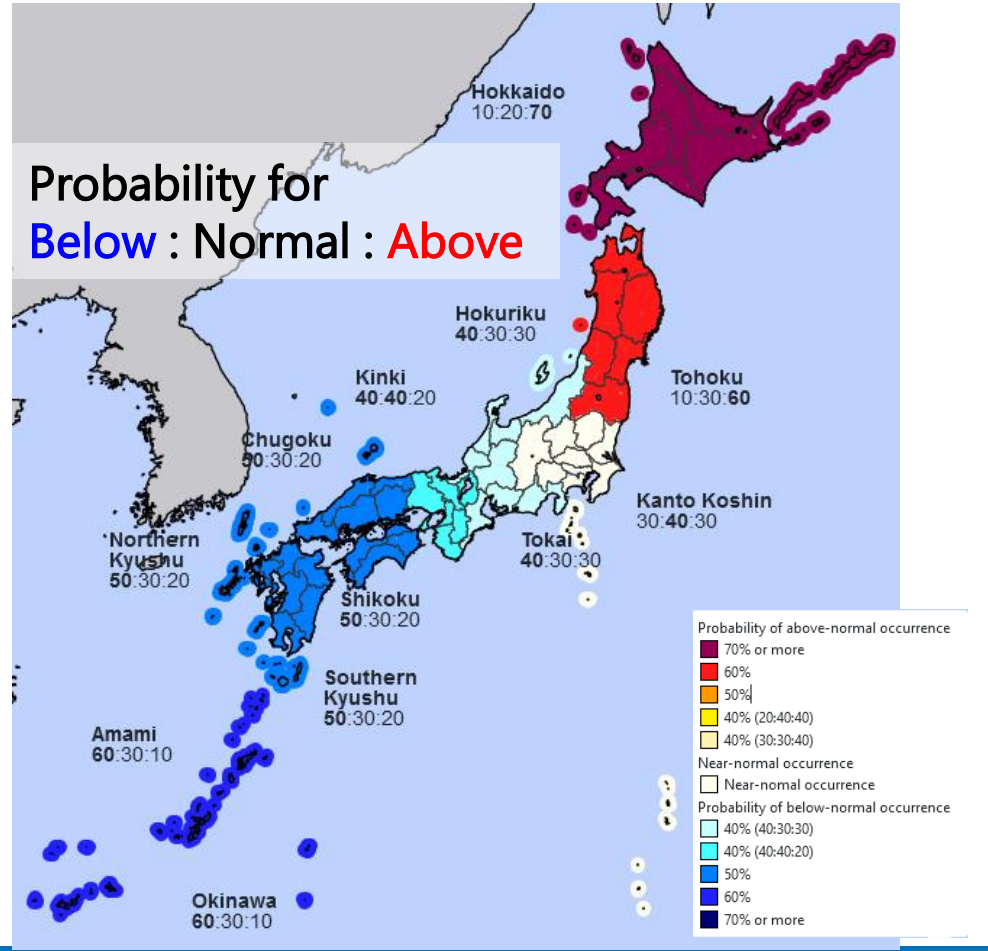 Hokkaido
10:20:70
Probability for
Below : Normal : Above
Hokuriku
40:30:30
Kinki
40:40:20
Tohoku
10:30:60
Chugoku
50:30:20
Kanto Koshin
30:40:30
Northern
Kyushu
50:30:20
Tokai
40:30:30
Shikoku
50:30:20
Southern
Kyushu
50:30:20
Amami
60:30:10
Okinawa
60:30:10
Probability of above-normal occurrence
70% or more
60%
50%
40% (20:40:40)
40% (30:30:40)
Near-normal occurrence
Near-nomal occurrence
Probability of below-normal occurrence
40% (40:30:30)
40% (40:40:20)
50%
60%
70% or more